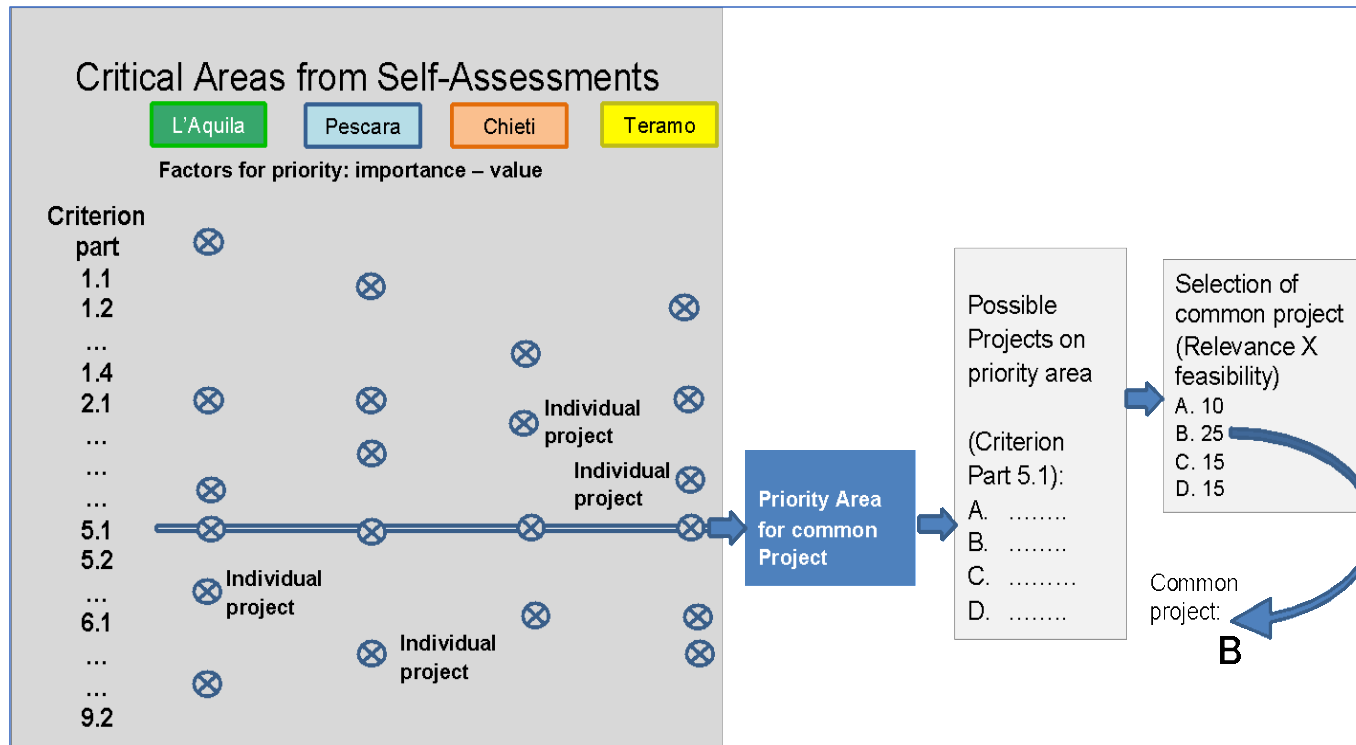 Critical Areas from Self-Assessments
L'Aquila
Pescara
Chieti
Teramo
Factors for priority: importance – value
Criterion
part
1.1
1.2
...
1.4
2.1
...
...
...
5.1
5.2
...
6.1
...
...
9.2
Individual
project
Individual
project
Individual
project
Individual
project
Priority Area
for common
Project
Possible
Projects on
priority area
(Criterion
Part 5.1):
A. ........
B. ........
C. .........
D. ........
Selection of
common project
(Relevance X
feasibility)
A. 10
B. 25
C. 15
D. 15
Common
project:
B